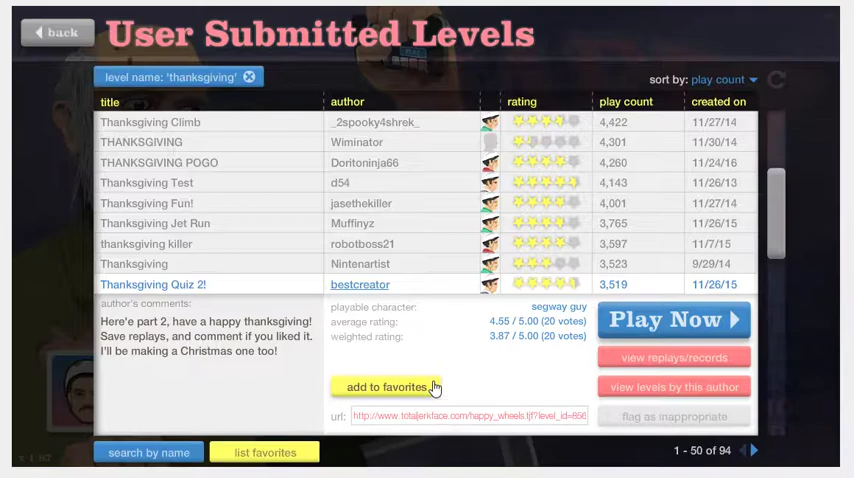 back
User Submitted Levels
level name: 'thanksgiving'
sort by: play count
title author rating play count created on
Thanksgiving Climb _2spooky4shrek_ 4,422 11/27/14
THANKSGIVING Wiminator 4,301 11/30/14
THANKSGIVING POGO Doritoninja66 4,260 11/24/16
Thanksgiving Test d54 4,143 11/26/13
Thanksgiving Fun! jasethekiller 4,001 11/27/14
Thanksgiving Jet Run Muffinyz 3,765 11/26/15
thanksgiving killer robotboss21 3,597 11/7/15
Thanksgiving Nintenartist 3,523 9/29/14
Thanksgiving Quiz 2! bestcreator 3,519 11/26/15
author's comments:
Here'e part 2, have a happy thanksgiving!
Save replays, and comment if you liked it.
I'll be making a Christmas one too!
playable character: segway guy
average rating: 4.55 / 5.00 (20 votes)
weighted rating: 3.87 / 5.00 (20 votes)
add to favorites
url: http://www.totaljerkface.com/happy_wheels.tjf?level_id=856
Play Now
view replays/records
view levels by this author
flag as inappropriate
search by name
list favorites
1 - 50 of 94